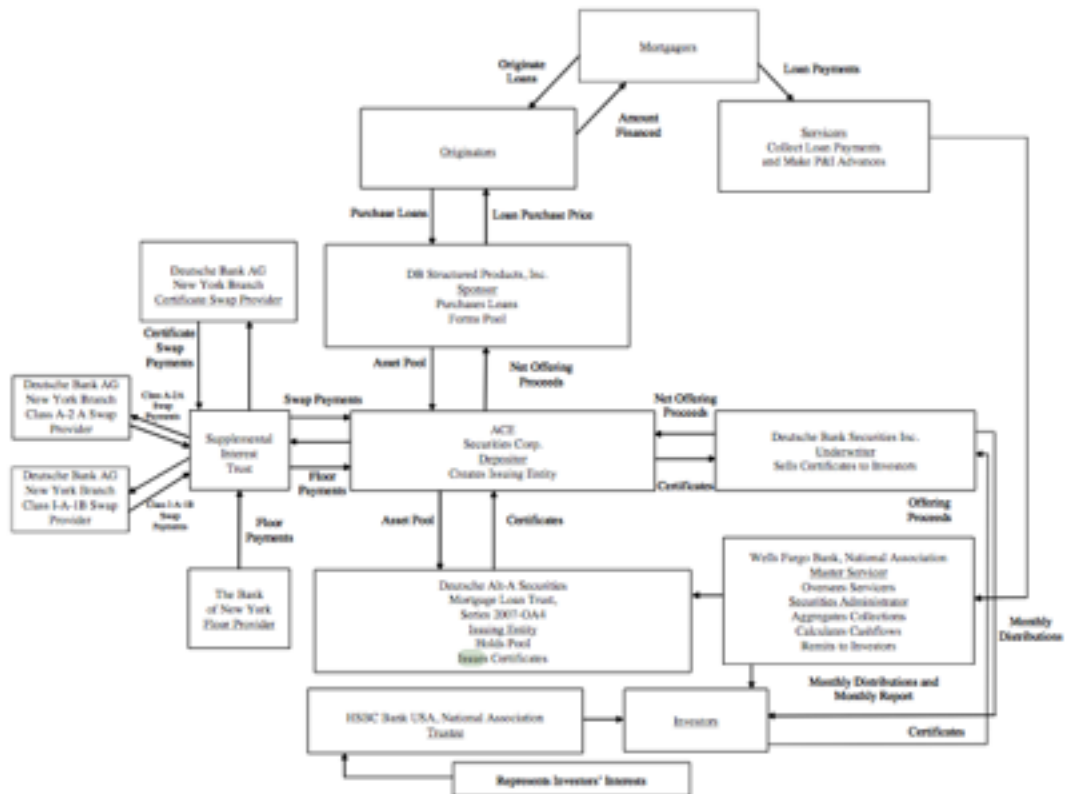 Mortgagors
Originate
Loans
Loan Payments
Amount
Financed
Originators
Servicers
Collect Loan Payments
and Make P&I Advances
Purchase Loans
Loan Purchase Price
Deutsche Bank AG
New York Branch
Certificate Swap Provider
DB Structured Products, Inc.
Sponsor
Purchases Loans
Forms Pool
Certificate
Swap
Payments
Asset Pool
Net Offering
Proceeds
Deutsche Bank AG
New York Branch
Class A-2 A Swap
Provider
Class A-2A
Swap
Payments
Swap Payments
Net Offering
Proceeds
Supplemental
Interest
Trust
ACE
Securities Corp.
Depositor
Creates Issuing Entity
Deutsche Bank Securities Inc.
Underwriter
Sells Certificates to Investors
Deutsche Bank AG
New York Branch
Class I-A-1B Swap
Provider
Class I-A-1B
Swap
Payments
Floor
Payments
Floor
Payments
Certificates
Offering
Proceeds
Asset Pool
Certificates
The Bank
of New York
Floor Provider
Deutsche Alt-A Securities
Mortgage Loan Trust,
Series 2007-OA4
Issuing Entity
Holds Pool
Issues Certificates
Wells Fargo Bank, National Association
Master Servicer
Oversees Servicers
Securities Administrator
Aggregates Collections
Calculates Cashflows
Remits to Investors
Monthly
Distributions
Monthly Distributions and
Monthly Report
HSBC Bank USA, National Association
Trustee
Investors
Certificates
Represents Investors' Interests